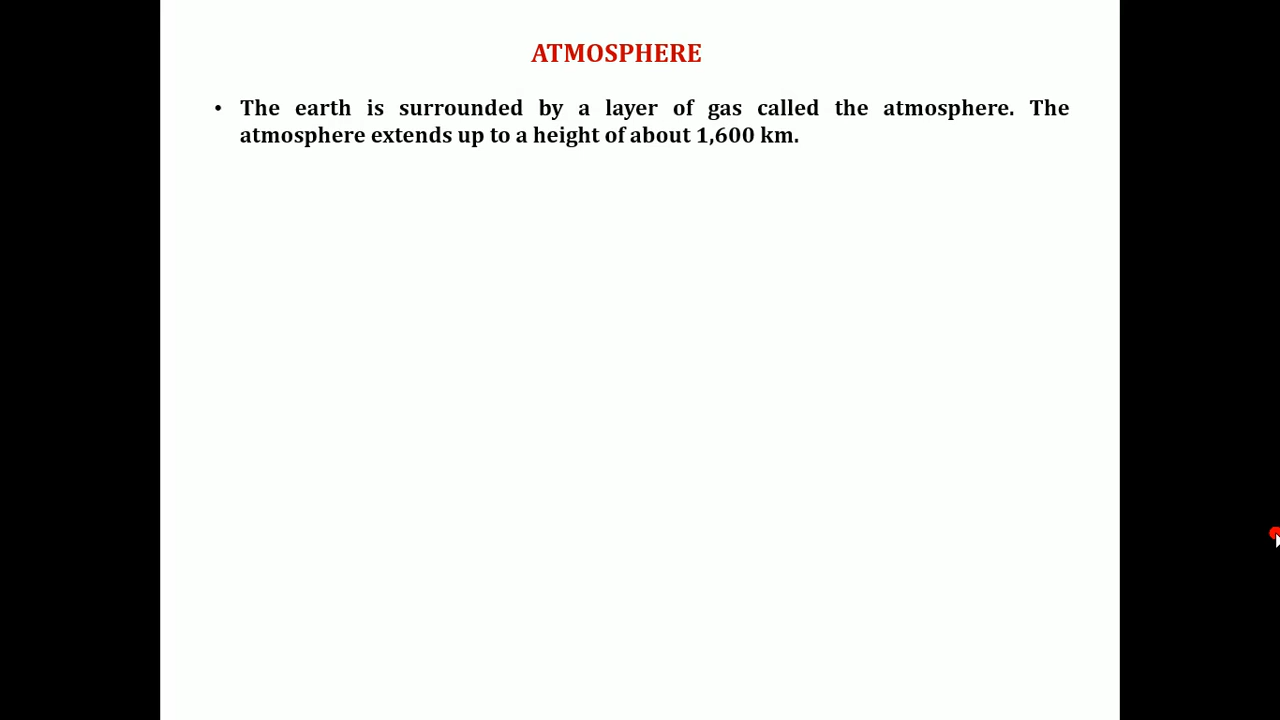 ATMOSPHERE
• The earth is surrounded by a layer of gas called the atmosphere. The
atmosphere extends up to a height of about 1,600 km.